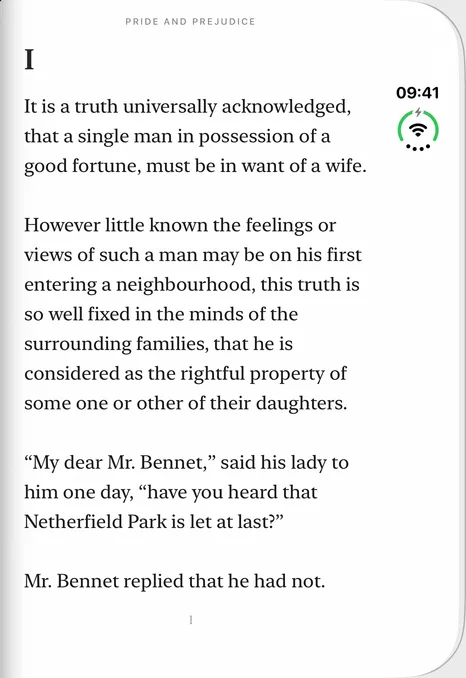 PRIDE AND PREJUDICE
I
09:41
It is a truth universally acknowledged,
that a single man in possession of a
good fortune, must be in want of a wife.
However little known the feelings or
views of such a man may be on his first
entering a neighbourhood, this truth is
so well fixed in the minds of the
surrounding families, that he is
considered as the rightful property of
some one or other of their daughters.
“My dear Mr. Bennet,” said his lady to
him one day, “have you heard that
Netherfield Park is let at last?”
Mr. Bennet replied that he had not.
1